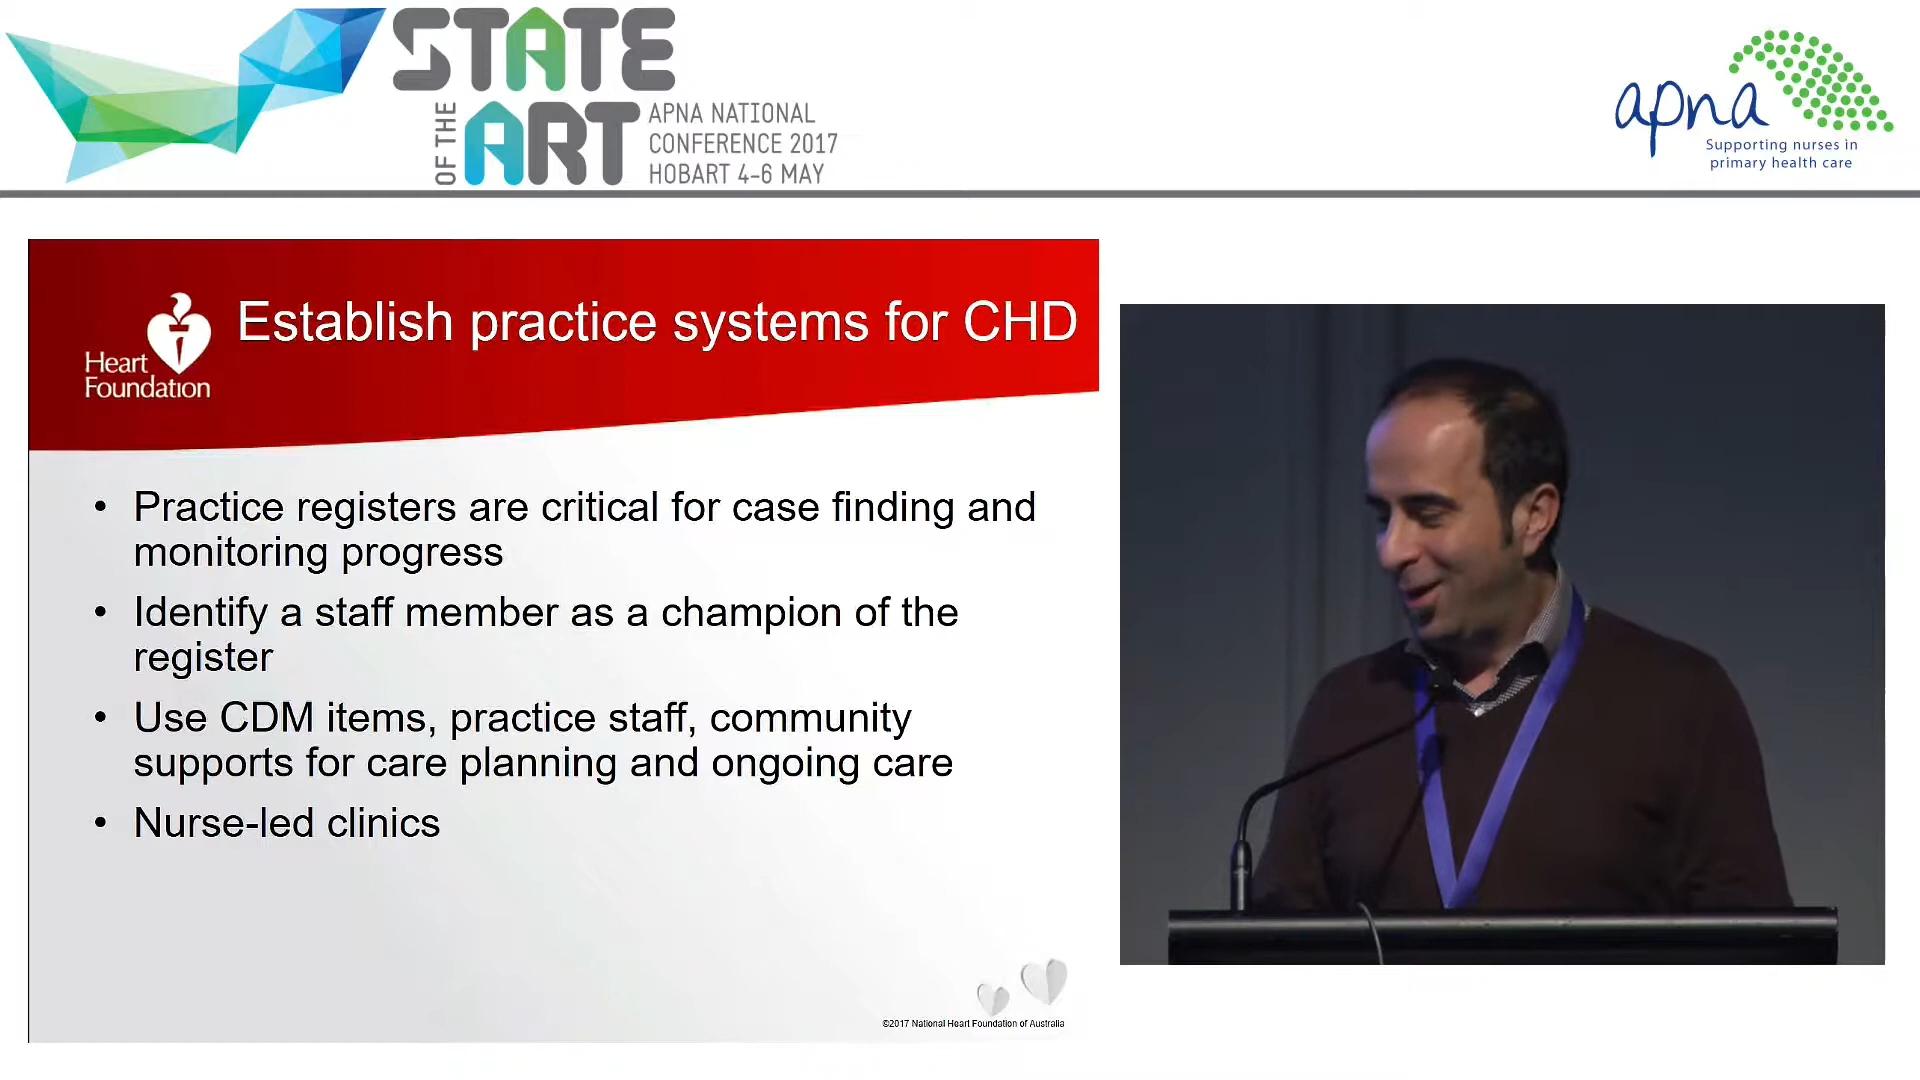 STATE
OF THE ART
APNA NATIONAL
CONFERENCE 2017
HOBART 4-6 MAY
apna
Supporting nurses in
primary health care
Heart
Foundation
Establish practice systems for CHD
• Practice registers are critical for case finding and
monitoring progress
• Identify a staff member as a champion of the
register
• Use CDM items, practice staff, community
supports for care planning and ongoing care
• Nurse-led clinics
©2017 National Heart Foundation of Australia